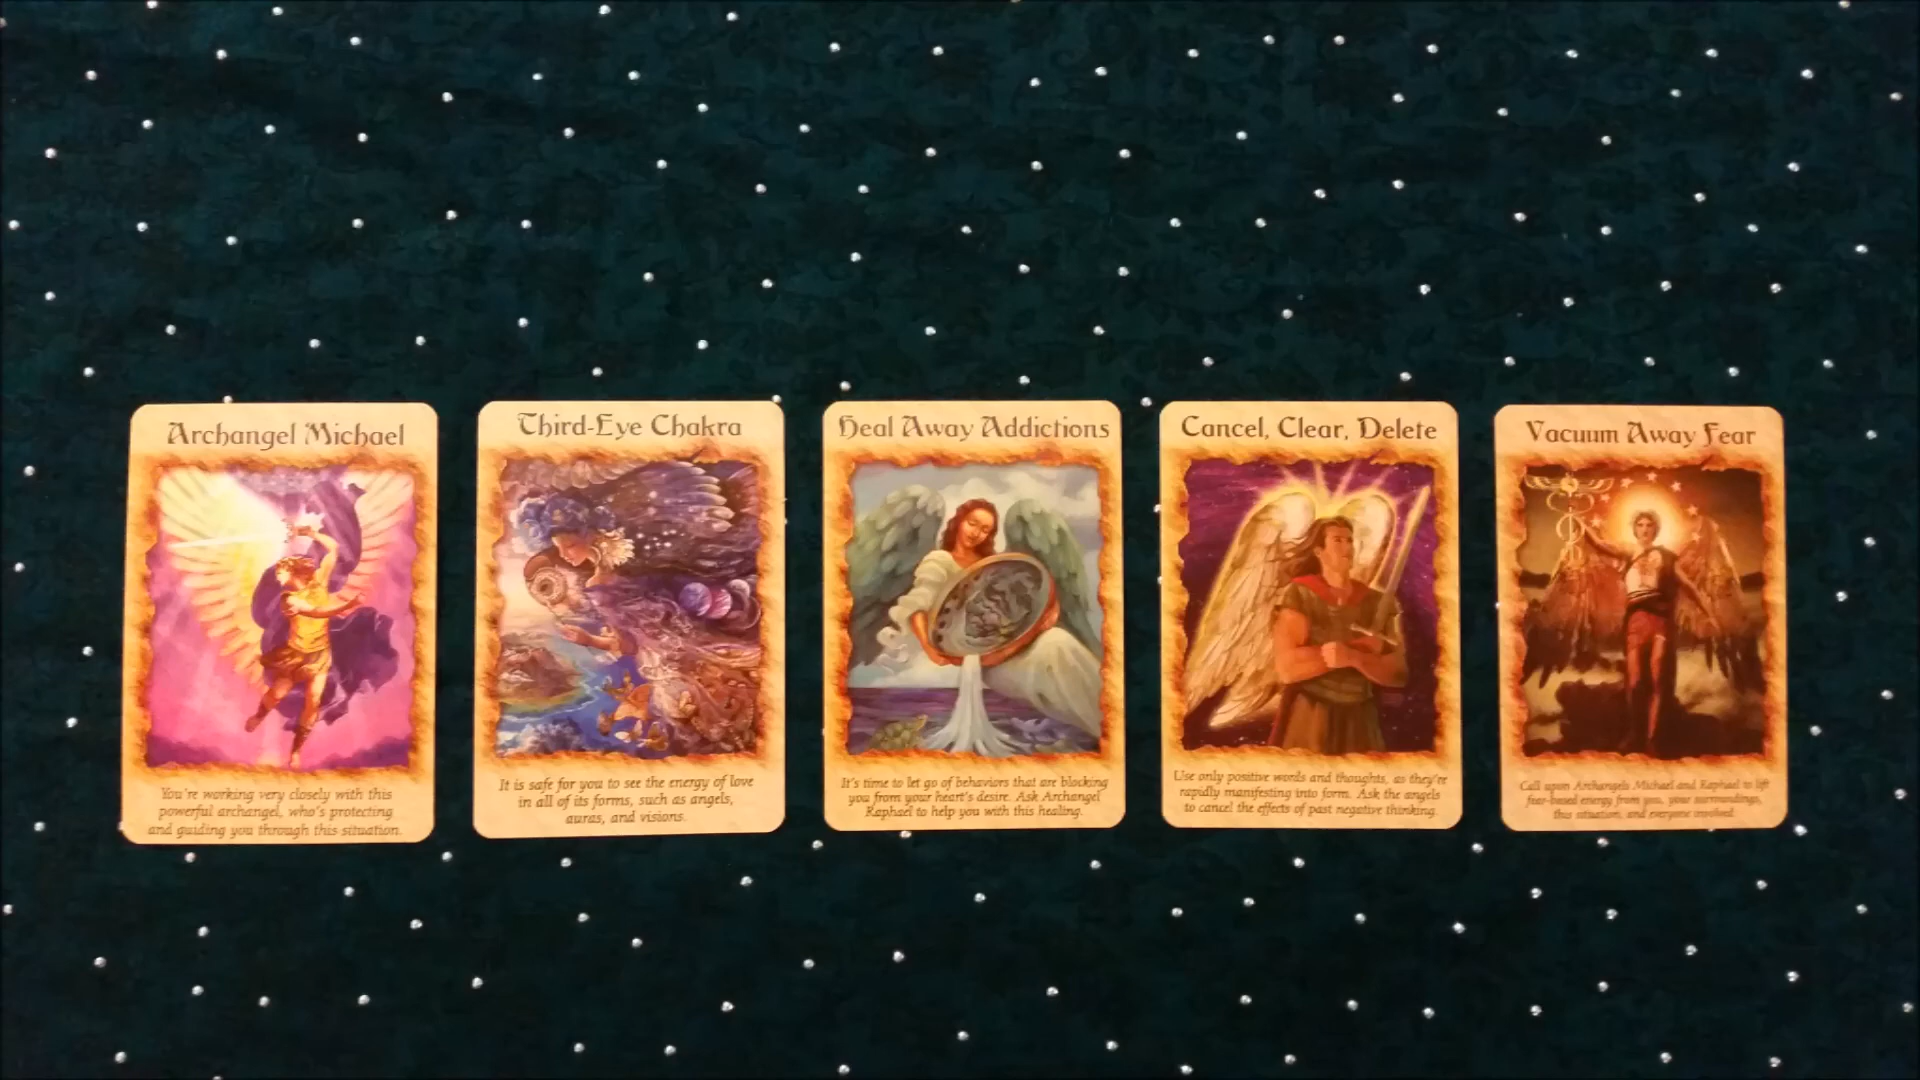 Archangel Michael
You're working very closely with this
powerful archangel, who's protecting
and guiding you through this situation.
Third-Eye Chakra
It is safe for you to see the energy of love
in all of its forms, such as angels,
auras, and visions.
Heal Away Addictions
It's time to let go of behaviors that are blocking
you from your heart's desire. Ask Archangel
Raphael to help you with this healing.
Cancel, Clear, Delete
Use only positive words and thoughts, as they're
rapidly manifesting into form. Ask the angels
to cancel the effects of past negative thinking.
Vacuum Away Fear
Call upon Archangels Michael and Raphael to lift
fear-based energy from you, your surroundings,
this situation, and everyone involved.